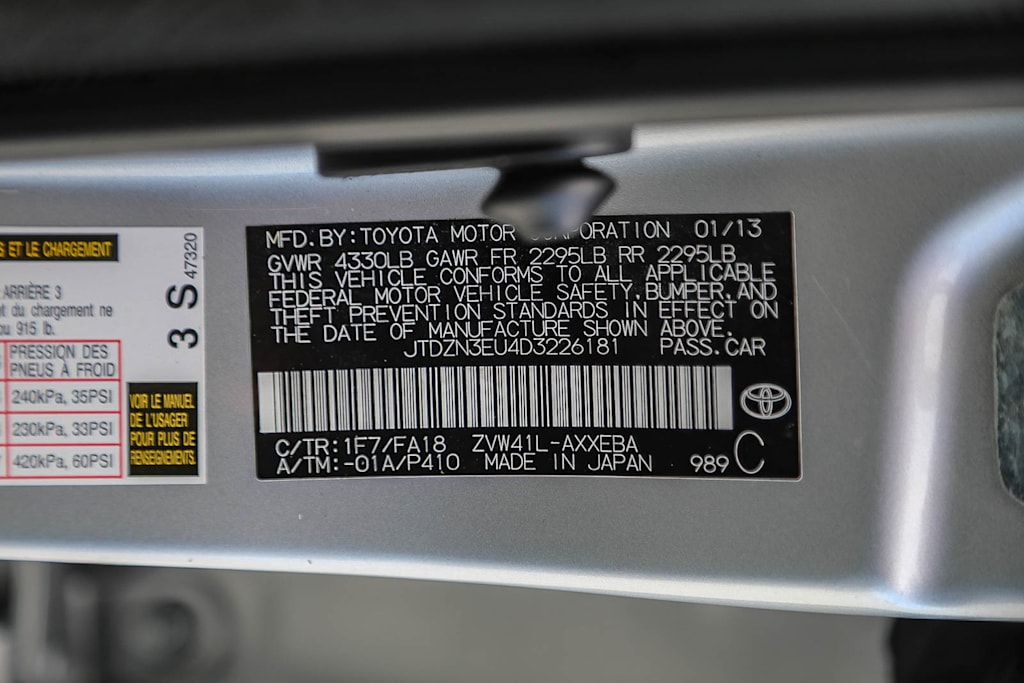 S ET LE CHARGEMENT
ARRIÈRE 3
et du chargement ne
ou 915 lb.
PRESSION DES
PNEUS À FROID
240kPa, 35PSI
230kPa, 33PSI
420kPa, 60PSI
VOIR LE MANUEL
DE L'USAGER
POUR PLUS DE
RENSEIGNEMENTS.
3 S 47320
MFD. BY: TOYOTA MOTOR CORPORATION 01/13
GVWR 4330LB GAWR FR 2295LB RR 2295LB
THIS VEHICLE CONFORMS TO ALL APPLICABLE
FEDERAL MOTOR VEHICLE SAFETY, BUMPER, AND
THEFT PREVENTION STANDARDS IN EFFECT ON
THE DATE OF MANUFACTURE SHOWN ABOVE.
JTDZN3EU4D3226181 PASS.CAR
C/TR: 1F7/FA18 ZVW41L-AXXEBA
A/TM: -01A/P410 MADE IN JAPAN 989 C